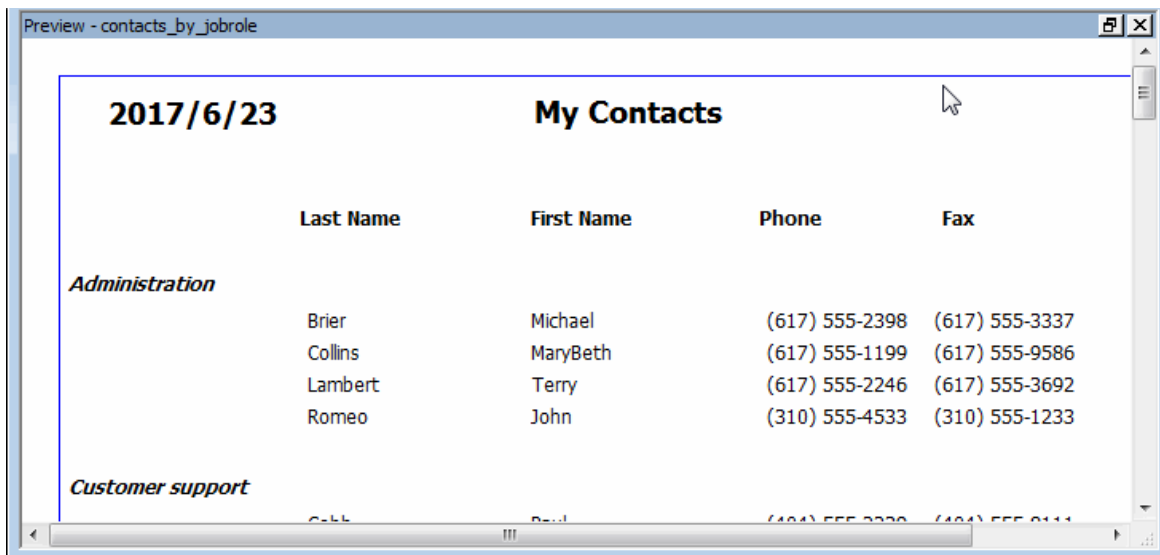 Preview - contacts_by_jobrole
2017/6/23 My Contacts
Last Name First Name Phone Fax
Administration
Brier Michael (617) 555-2398 (617) 555-3337
Collins MaryBeth (617) 555-1199 (617) 555-9586
Lambert Terry (617) 555-2246 (617) 555-3692
Romeo John (310) 555-4533 (310) 555-1233
Customer support